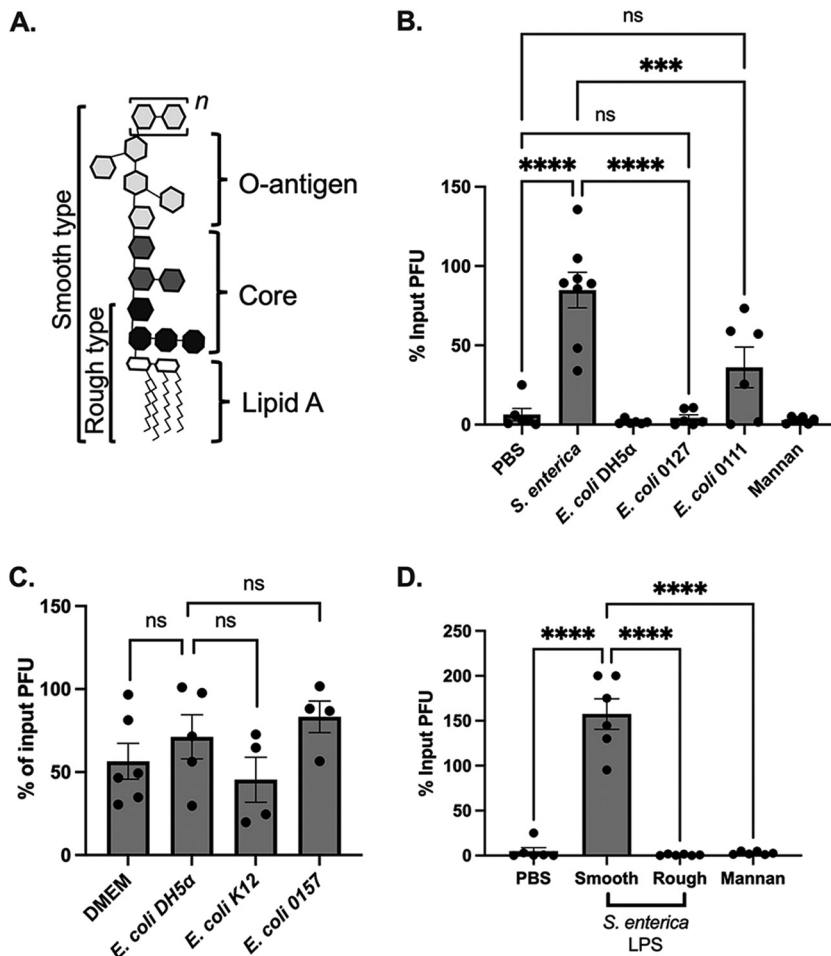 A.
n
Smooth type
Rough type
O-antigen
Core
Lipid A
B.
ns
***
ns
**** ****
% Input PFU
150
100
50
0
PBS
S. enterica
E. coli DH5α
E. coli 0127
E. coli 0111
Mannan
C.
ns
ns ns
% of input PFU
150
100
50
0
DMEM
E. coli DH5α
E. coli K12
E. coli 0157
D.
****
**** ****
% Input PFU
250
200
150
100
50
0
PBS Smooth Rough Mannan
S. enterica
LPS